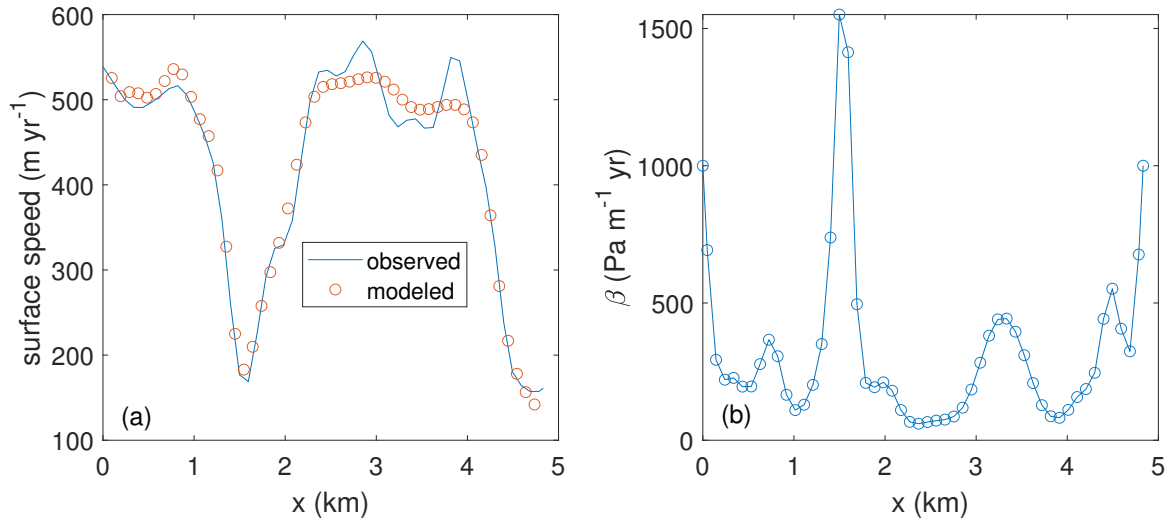 600
500
400
300
200
100
0
1
2
3
4
5
x (km)
surface speed (m yr⁻¹)
observed
modeled
(a)
1500
1000
500
0
0
1
2
3
4
5
x (km)
β (Pa m⁻¹ yr)
(b)